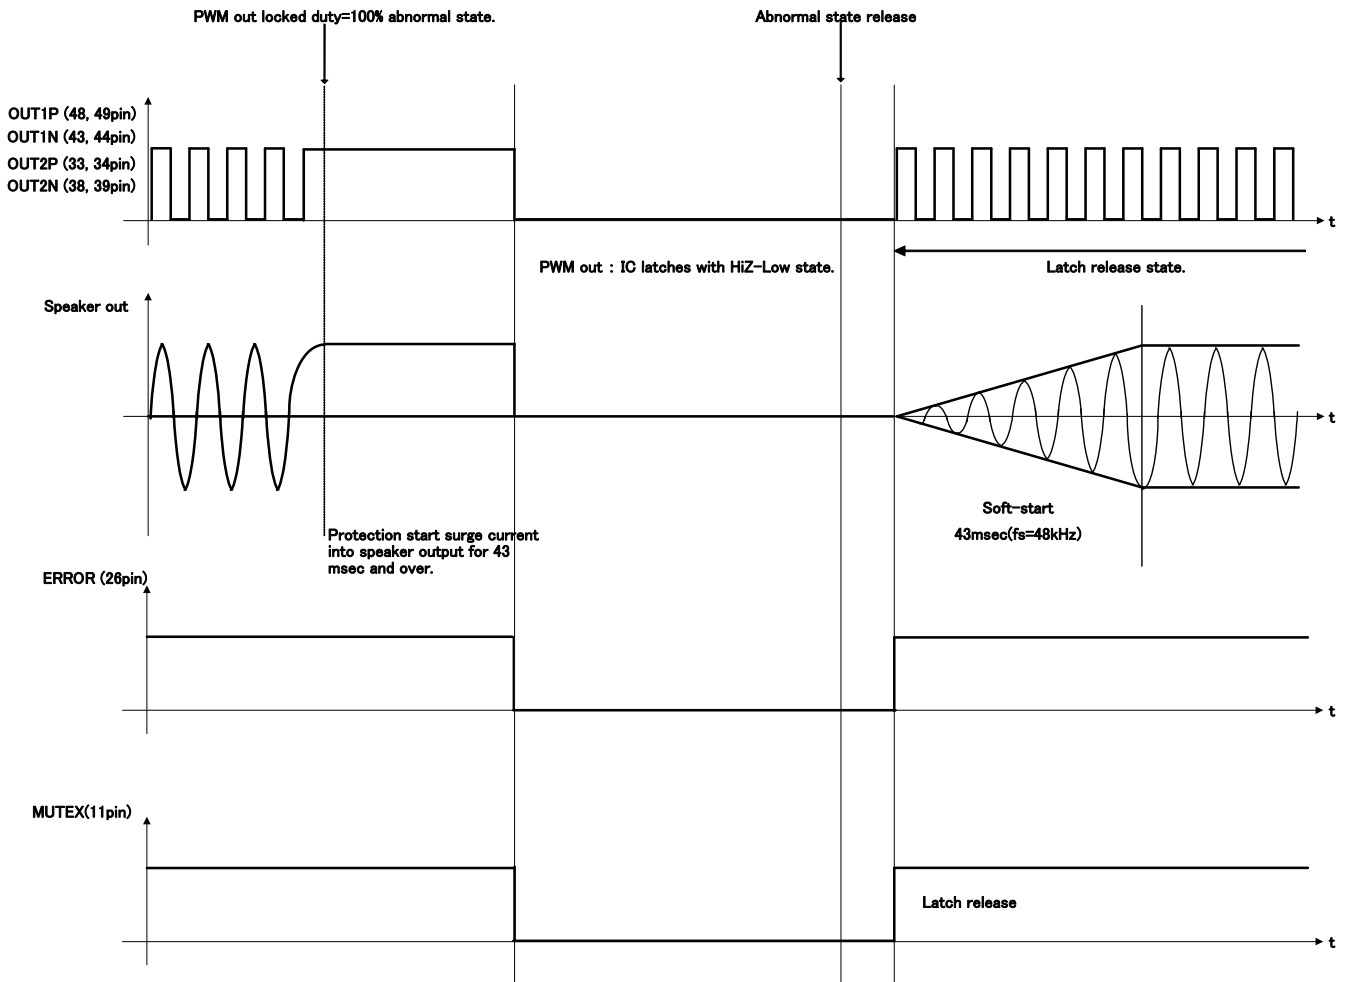 PWM out locked duty=100% abnormal state.
Abnormal state release
OUT1P (48, 49pin)
OUT1N (43, 44pin)
OUT2P (33, 34pin)
OUT2N (38, 39pin)
t
PWM out : IC latches with HiZ-Low state.
Latch release state.
Speaker out
t
Soft-start
43msec(fs=48kHz)
Protection start surge current
into speaker output for 43
msec and over.
ERROR (26pin)
t
MUTEX(11pin)
Latch release
t